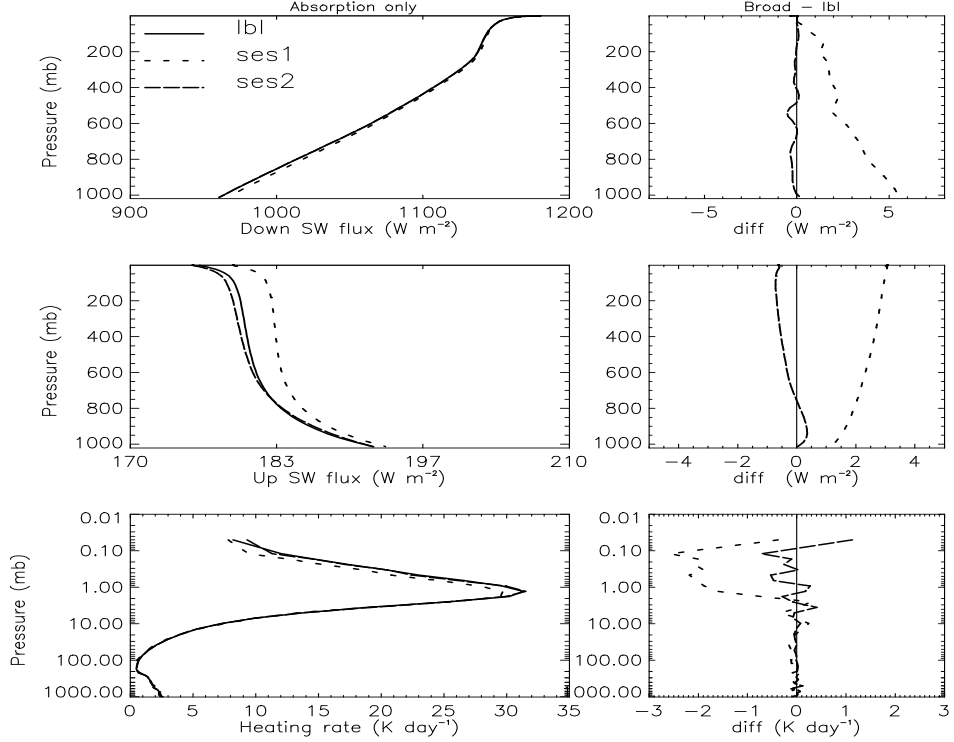 Absorption only
Broad – lbl
lbl
ses1
ses2
Pressure (mb)
200
400
600
800
1000
900 1000 1100 1200
Down SW flux (W m⁻²)
200
400
600
800
1000
−5 0 5
diff (W m⁻²)
Pressure (mb)
200
400
600
800
1000
170 183 197 210
Up SW flux (W m⁻²)
200
400
600
800
1000
−4 −2 0 2 4
diff (W m⁻²)
Pressure (mb)
0.01
0.10
1.00
10.00
100.00
1000.00
0 5 10 15 20 25 30 35
Heating rate (K day⁻¹)
0.01
0.10
1.00
10.00
100.00
000.00
−3 −2 −1 0 1 2 3
diff (K day⁻¹)